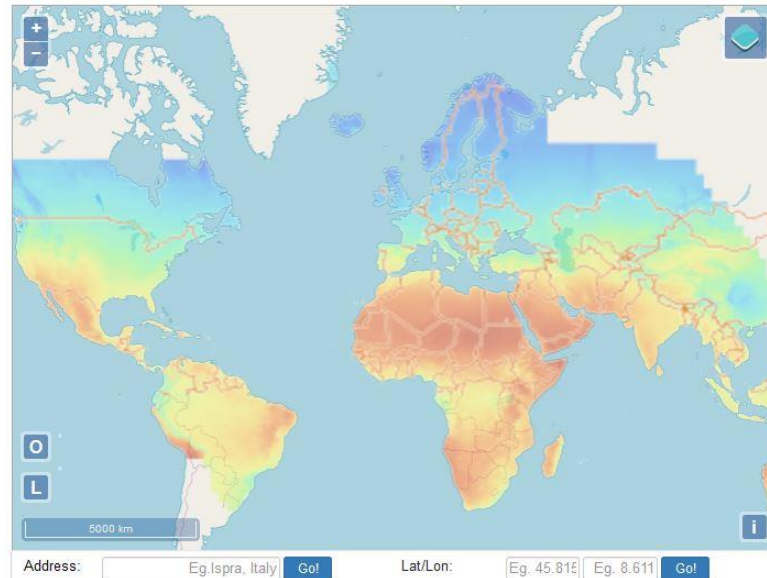 +
−
O
L
5000 km
i
Address: Eg.Ispra, Italy Go! Lat/Lon: Eg. 45.815 Eg. 8.611 Go!